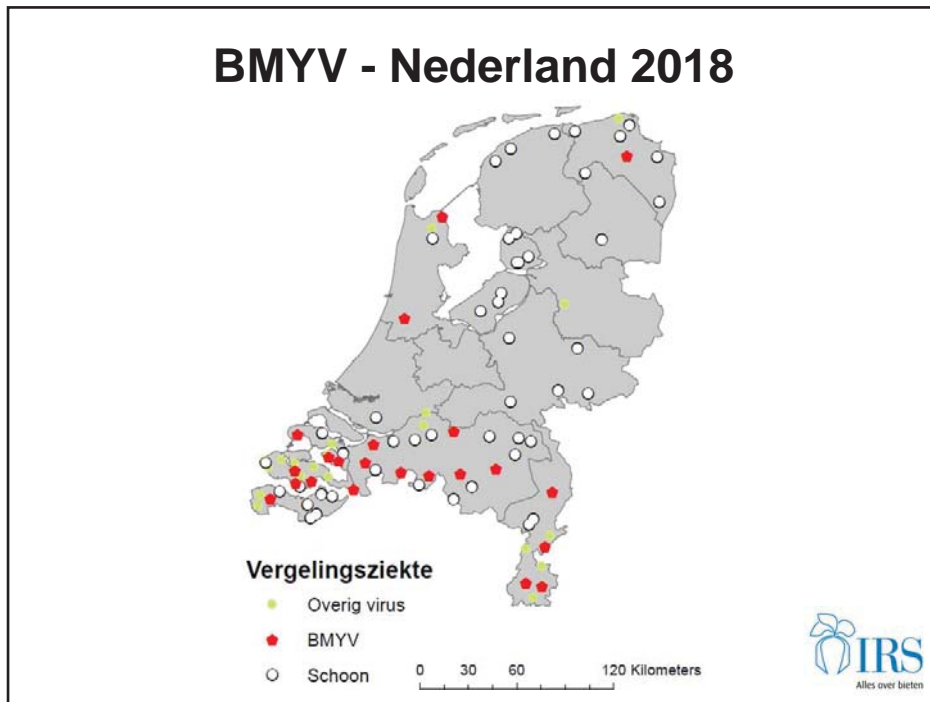 BMYV - Nederland 2018
Vergelingsziekte
Overig virus
BMYV
Schoon
0 30 60 120 Kilometers
IRS
Alles over bieten